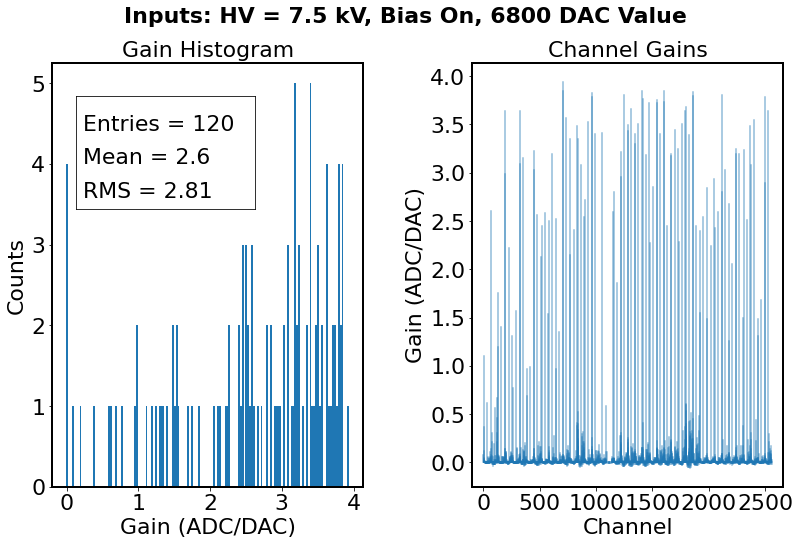 Inputs: HV = 7.5 kV, Bias On, 6800 DAC Value
Gain Histogram
Counts
5
4
3
2
1
0
Entries = 120
Mean = 2.6
RMS = 2.81
0 1 2 3 4
Gain (ADC/DAC)
Channel Gains
Gain (ADC/DAC)
4.0
3.5
3.0
2.5
2.0
1.5
1.0
0.5
0.0
0 500 1000 1500 2000 2500
Channel